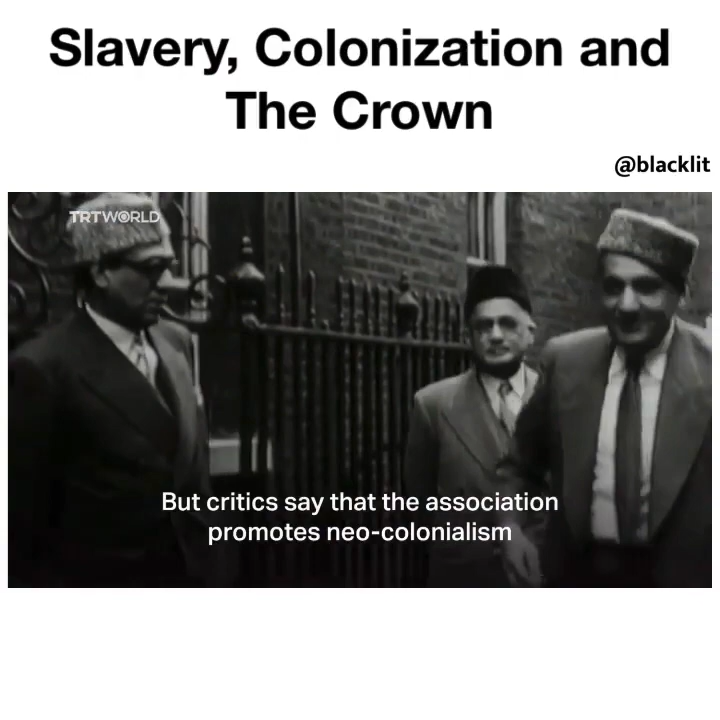 Slavery, Colonization and
The Crown
@blacklit
TRTWORLD
But critics say that the association
promotes neo-colonialism